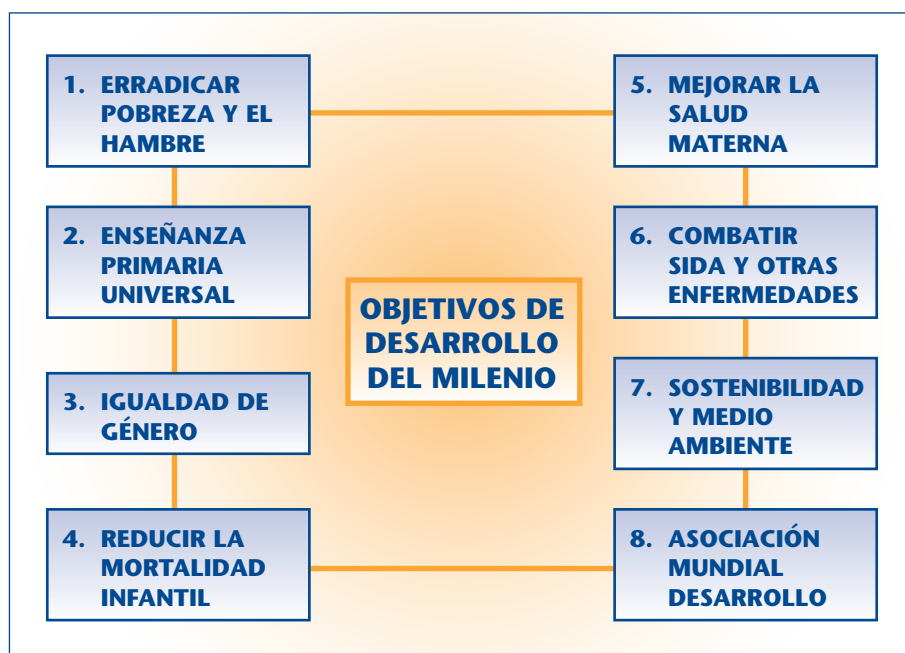 1. ERRADICAR
POBREZA Y EL
HAMBRE
2. ENSEÑANZA
PRIMARIA
UNIVERSAL
3. IGUALDAD DE
GÉNERO
4. REDUCIR LA
MORTALIDAD
INFANTIL
OBJETIVOS DE
DESARROLLO
DEL MILENIO
5. MEJORAR LA
SALUD
MATERNA
6. COMBATIR
SIDA Y OTRAS
ENFERMEDADES
7. SOSTENIBILIDAD
Y MEDIO
AMBIENTE
8. ASOCIACIÓN
MUNDIAL
DESARROLLO